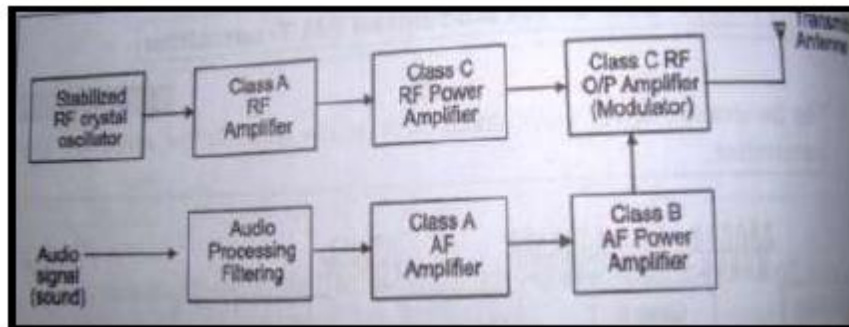 Stabilized
RF crystal
oscillator
Class A
RF
Amplifier
Class C
RF Power
Amplifier
Class C RF
O/P Amplifier
(Modulator)
Antenna
Audio
signal
(sound)
Audio
Processing
Filtering
Class A
AF
Amplifier
Class B
AF Power
Amplifier